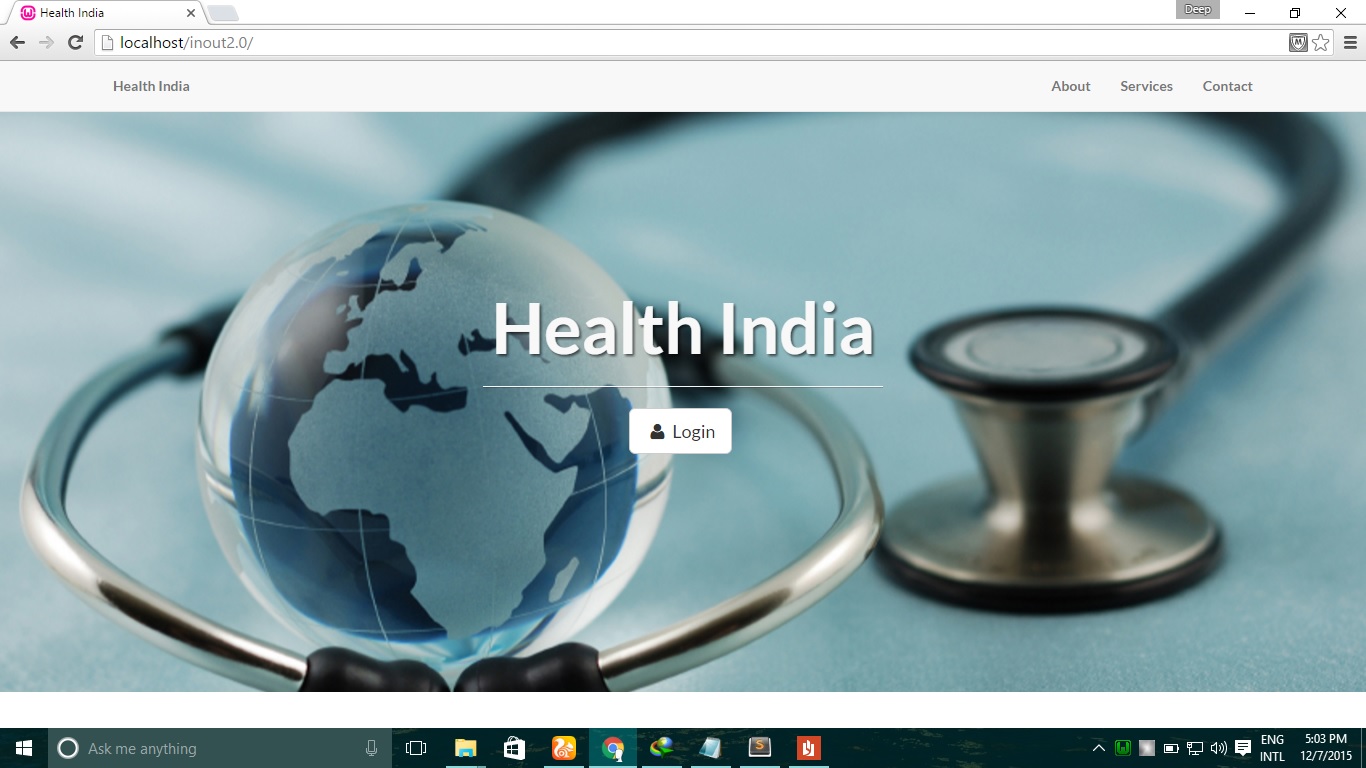 Health India
Deep
localhost/inout2.0/
Health India About Services Contact
Health India
Login
Ask me anything
ENG 5:03 PM
INTL 12/7/2015